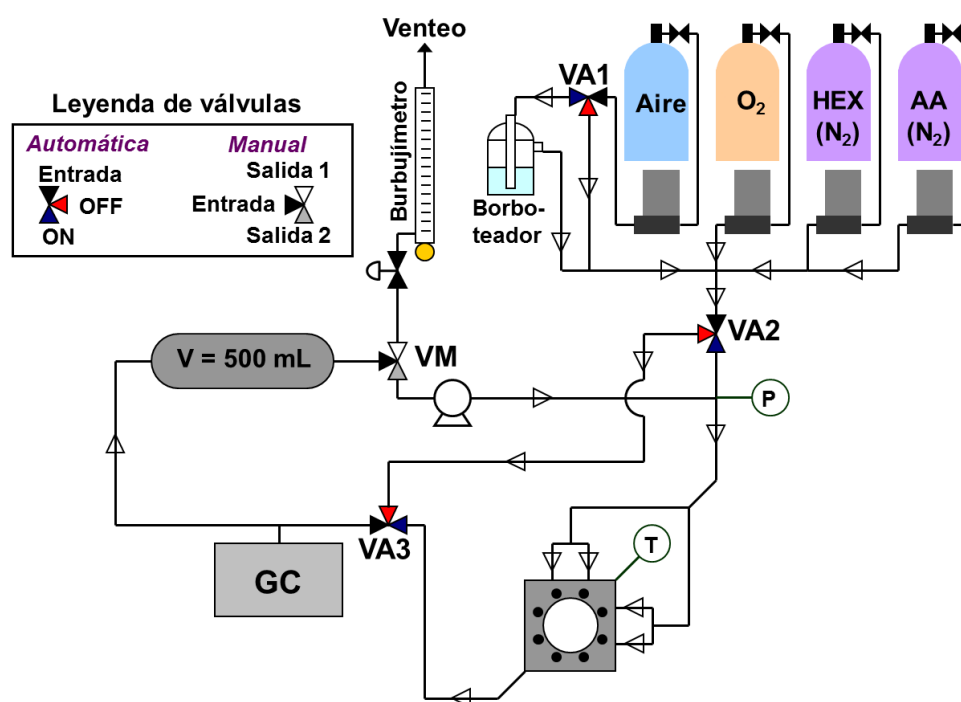 Venteo
Burbujímetro
Leyenda de válvulas
Automática
Entrada
OFF
ON
Manual
Salida 1
Entrada
Salida 2
VA1
Borbo-
teador
Aire
O₂
HEX
(N₂)
AA
(N₂)
VA2
V = 500 mL
VM
P
VA3
GC
T